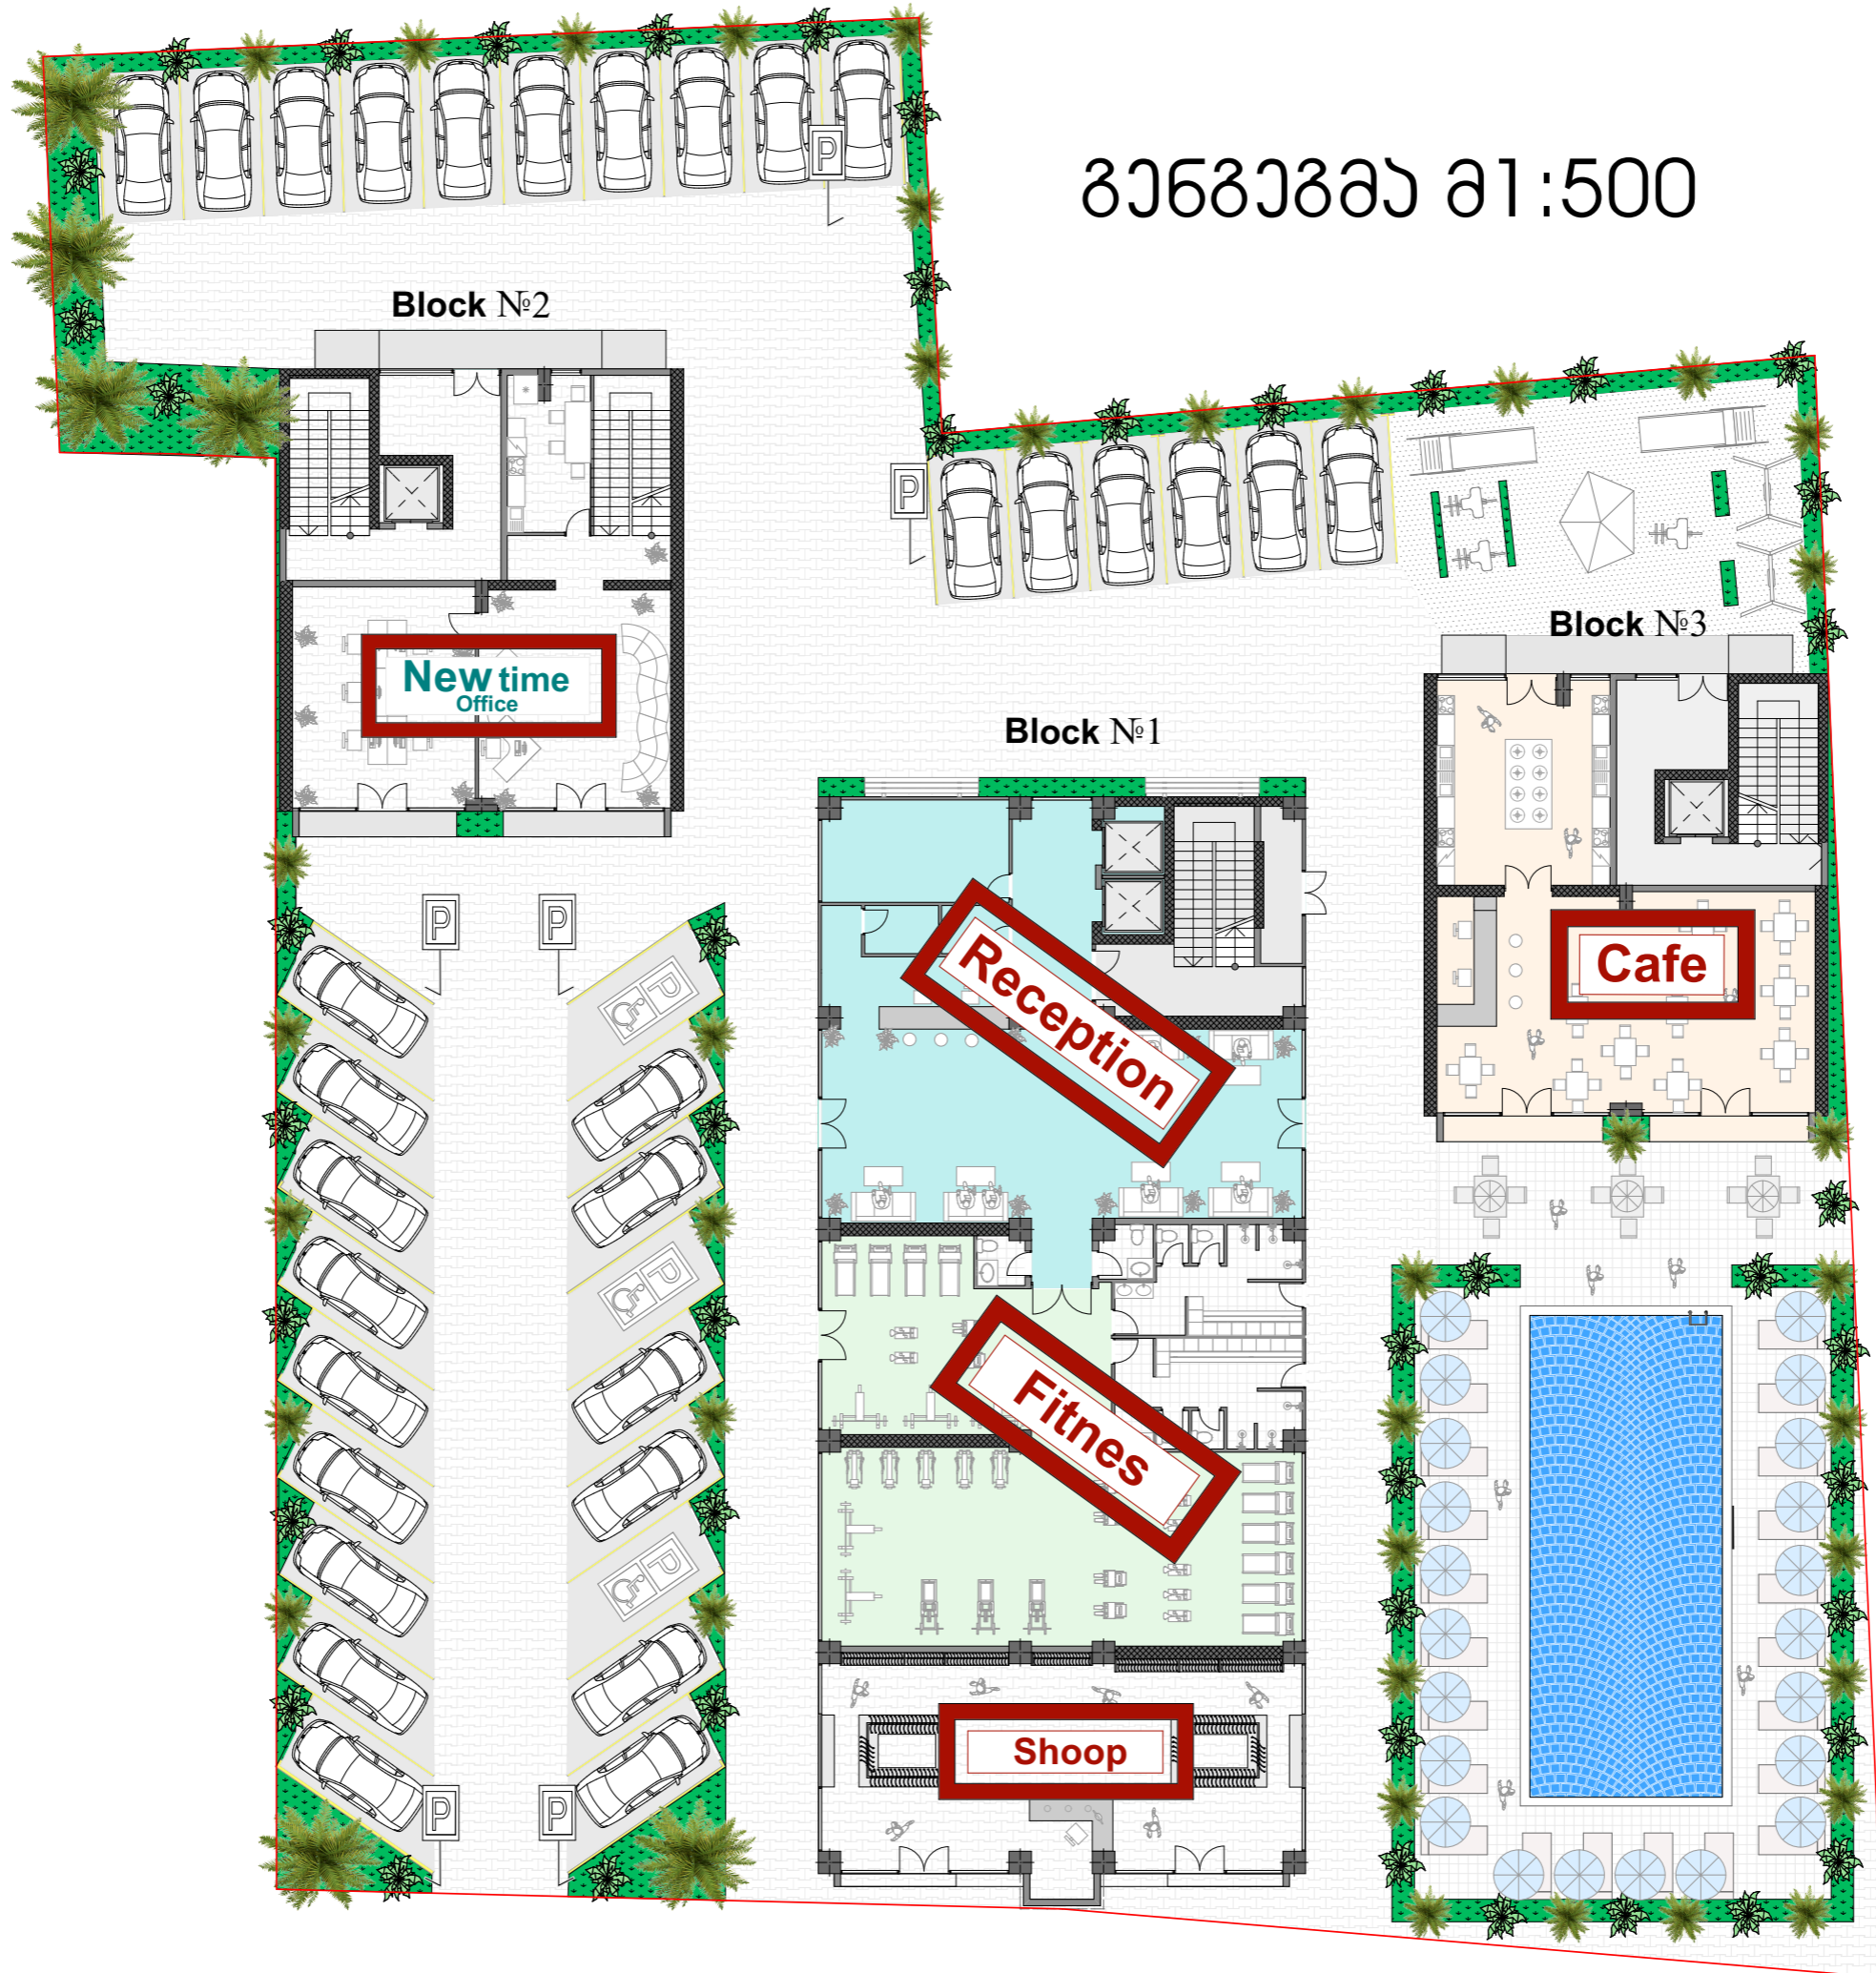 გენგეგმა მ1:500
P
Block №2
P
Block №3
New time
Office
Block №1
P
P
Reception
Cafe
P
P
Fitnes
P
Shoop
P
P